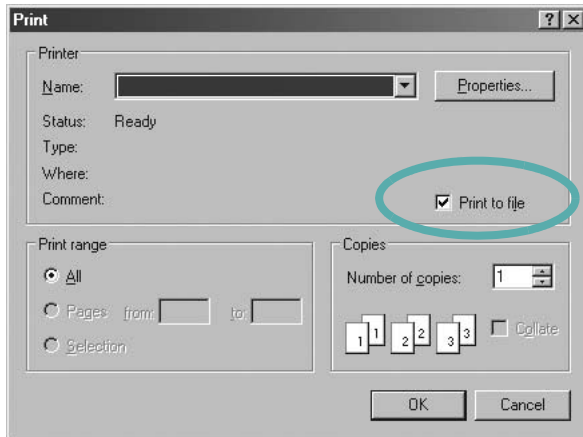 Print
Printer
Name:
Properties...
Status: Ready
Type:
Where:
Comment:
Print to file
Print range
All
Pages from: to:
Selection
Copies
Number of copies: 1
1 1 2 2 3 3
Collate
OK Cancel